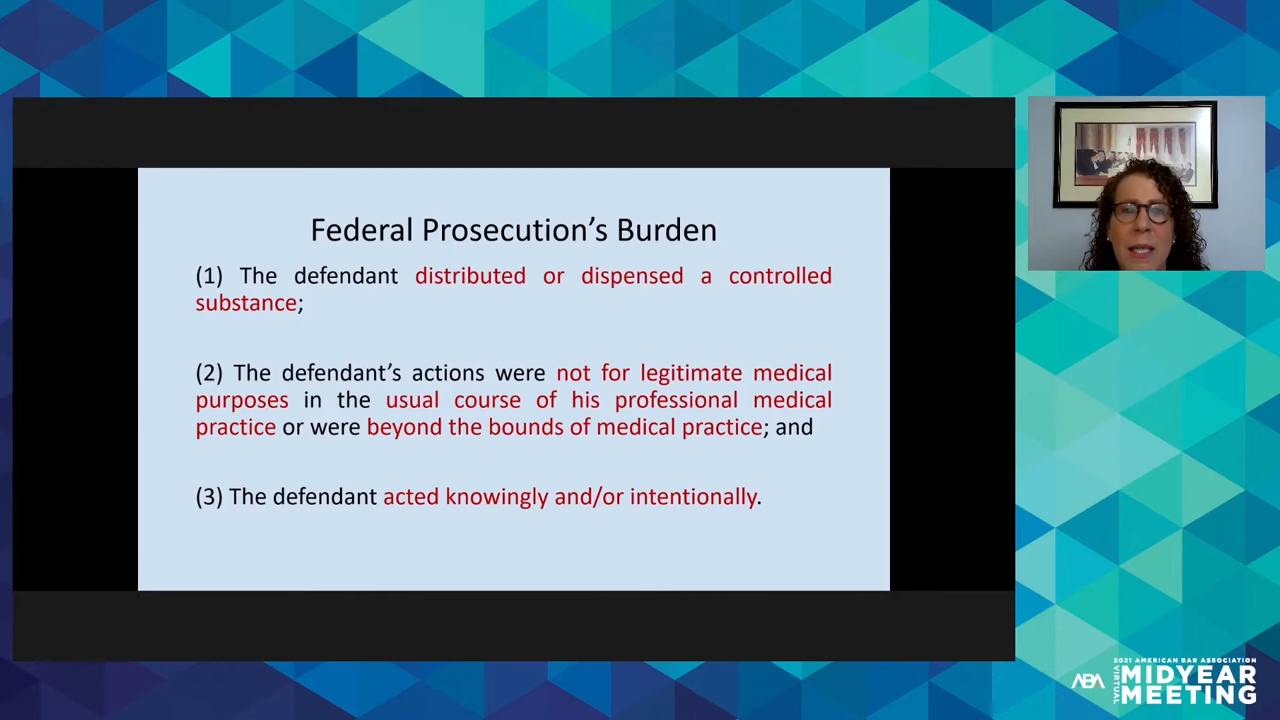 Federal Prosecution's Burden
(1) The defendant distributed or dispensed a controlled
substance;
(2) The defendant's actions were not for legitimate medical
purposes in the usual course of his professional medical
practice or were beyond the bounds of medical practice; and
(3) The defendant acted knowingly and/or intentionally.
2021 AMERICAN BAR ASSOCIATION
ABA VIRTUAL MIDYEAR
MEETING